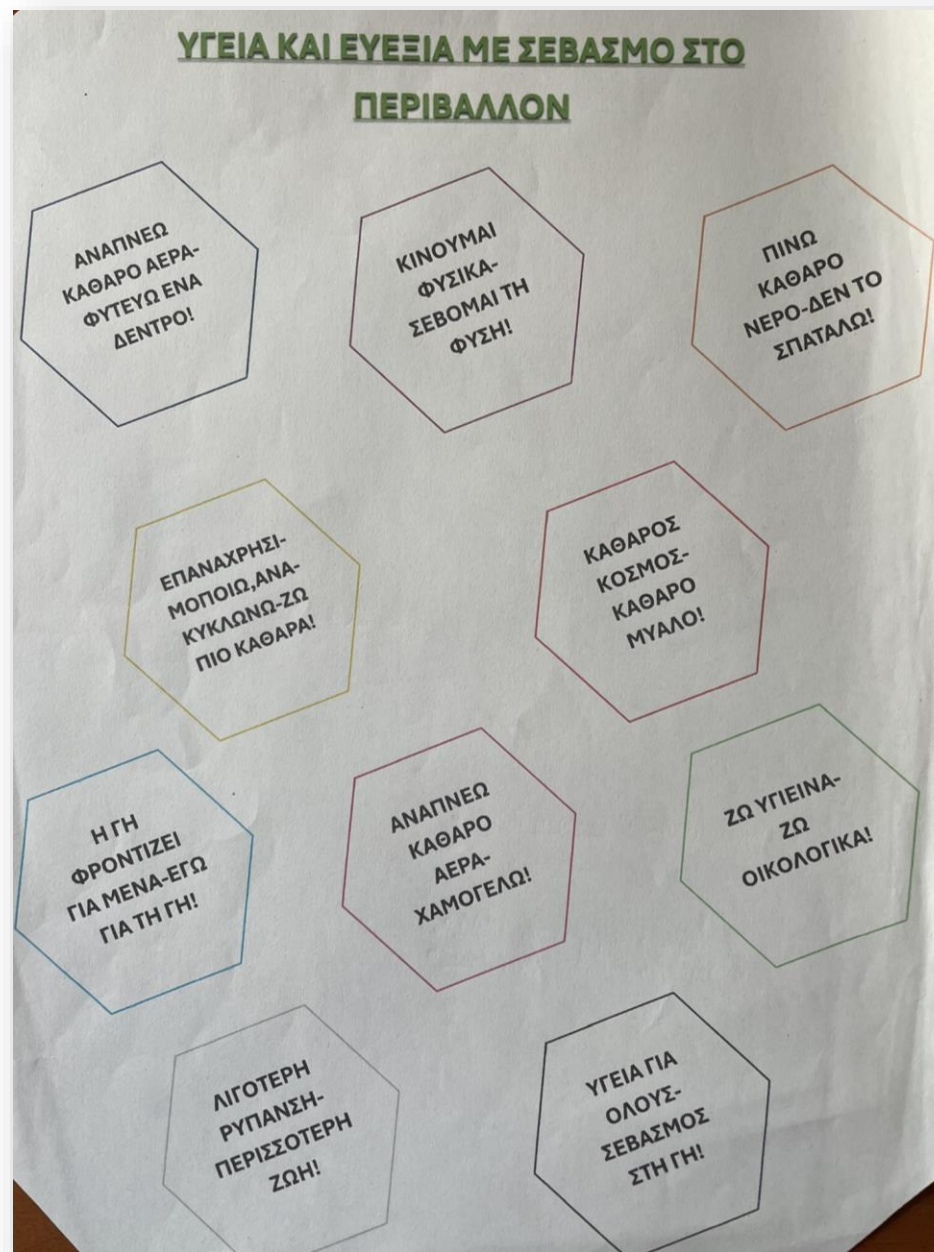 ΥΓΕΙΑ ΚΑΙ ΕΥΕΞΙΑ ΜΕ ΣΕΒΑΣΜΟ ΣΤΟ
ΠΕΡΙΒΑΛΛΟΝ
ΑΝΑΠΝΕΩ
ΚΑΘΑΡΟ ΑΕΡΑ-
ΦΥΤΕΥΩ ΕΝΑ
ΔΕΝΤΡΟ!
ΚΙΝΟΥΜΑΙ
ΦΥΣΙΚΑ-
ΣΕΒΟΜΑΙ ΤΗ
ΦΥΣΗ!
ΠΙΝΩ
ΚΑΘΑΡΟ
ΝΕΡΟ-ΔΕΝ ΤΟ
ΣΠΑΤΑΛΩ!
ΕΠΑΝΑΧΡΗΣΙ-
ΜΟΠΟΙΩ,ΑΝΑ-
ΚΥΚΛΩΝΩ-ΖΩ
ΠΙΟ ΚΑΘΑΡΑ!
ΚΑΘΑΡΟΣ
ΚΟΣΜΟΣ-
ΚΑΘΑΡΟ
ΜΥΑΛΟ!
Η ΓΗ
ΦΡΟΝΤΙΖΕΙ
ΓΙΑ ΜΕΝΑ-ΕΓΩ
ΓΙΑ ΤΗ ΓΗ!
ΑΝΑΠΝΕΩ
ΚΑΘΑΡΟ
ΑΕΡΑ-
ΧΑΜΟΓΕΛΩ!
ΖΩ ΥΓΙΕΙΝΑ-
ΖΩ
ΟΙΚΟΛΟΓΙΚΑ!
ΛΙΓΟΤΕΡΗ
ΡΥΠΑΝΣΗ-
ΠΕΡΙΣΣΟΤΕΡΗ
ΖΩΗ!
ΥΓΕΙΑ ΓΙΑ
ΟΛΟΥΣ-
ΣΕΒΑΣΜΟΣ
ΣΤΗ ΓΗ!